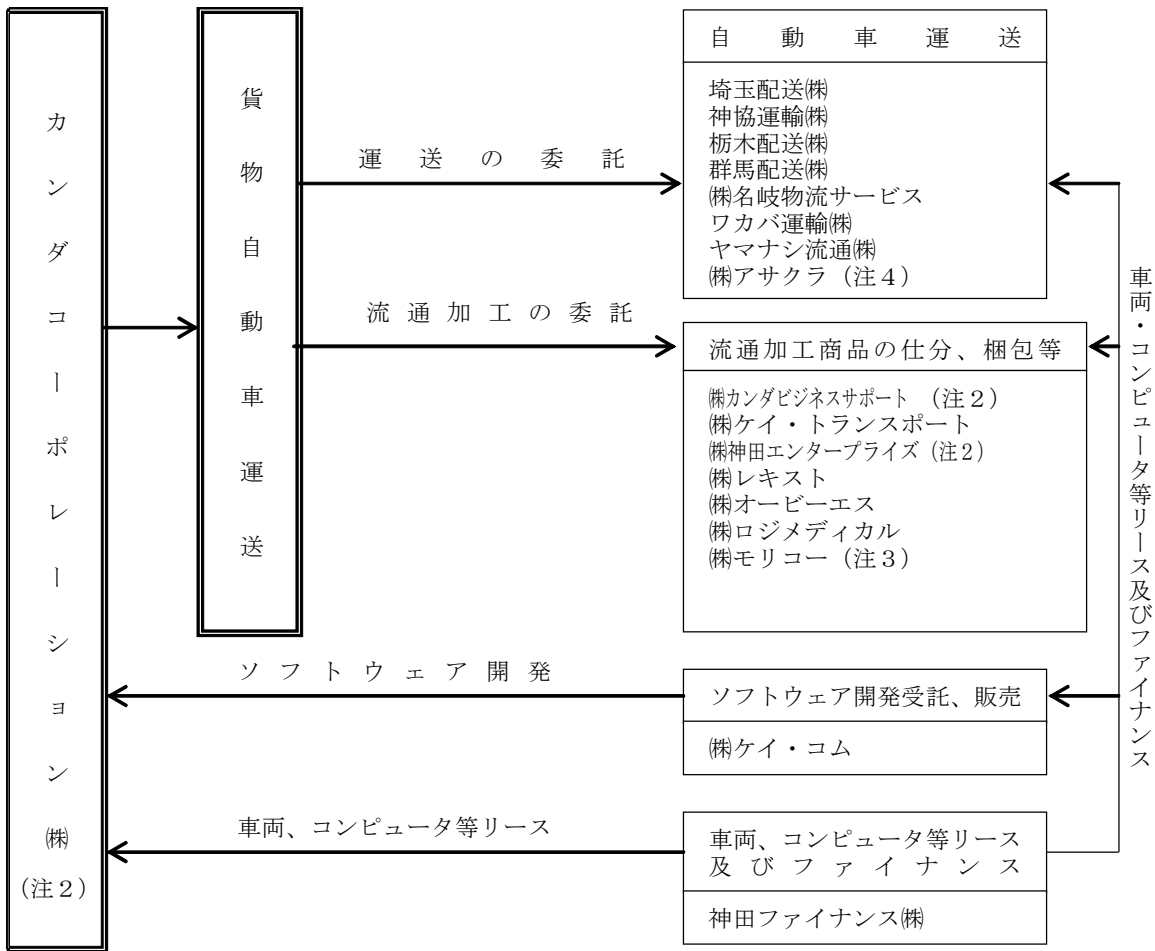 カンダコーポレーション㈱
(注２)
貨物自動車運送
運送の委託
流通加工の委託
ソフトウェア開発
車両、コンピュータ等リース
自動車運送
埼玉配送㈱
神協運輸㈱
栃木配送㈱
群馬配送㈱
㈱名岐物流サービス
ワカバ運輸㈱
ヤマナシ流通㈱
㈱アサクラ（注４）
流通加工商品の仕分、梱包等
㈱カンダビジネスサポート （注２）
㈱ケイ・トランスポート
㈱神田エンタープライズ（注２）
㈱レキスト
㈱オービーエス
㈱ロジメディカル
㈱モリコー（注３）
ソフトウェア開発受託、販売
㈱ケイ・コム
車両、コンピュータ等リース
及びファイナンス
神田ファイナンス㈱
車両・コンピュータ等リース及びファイナンス